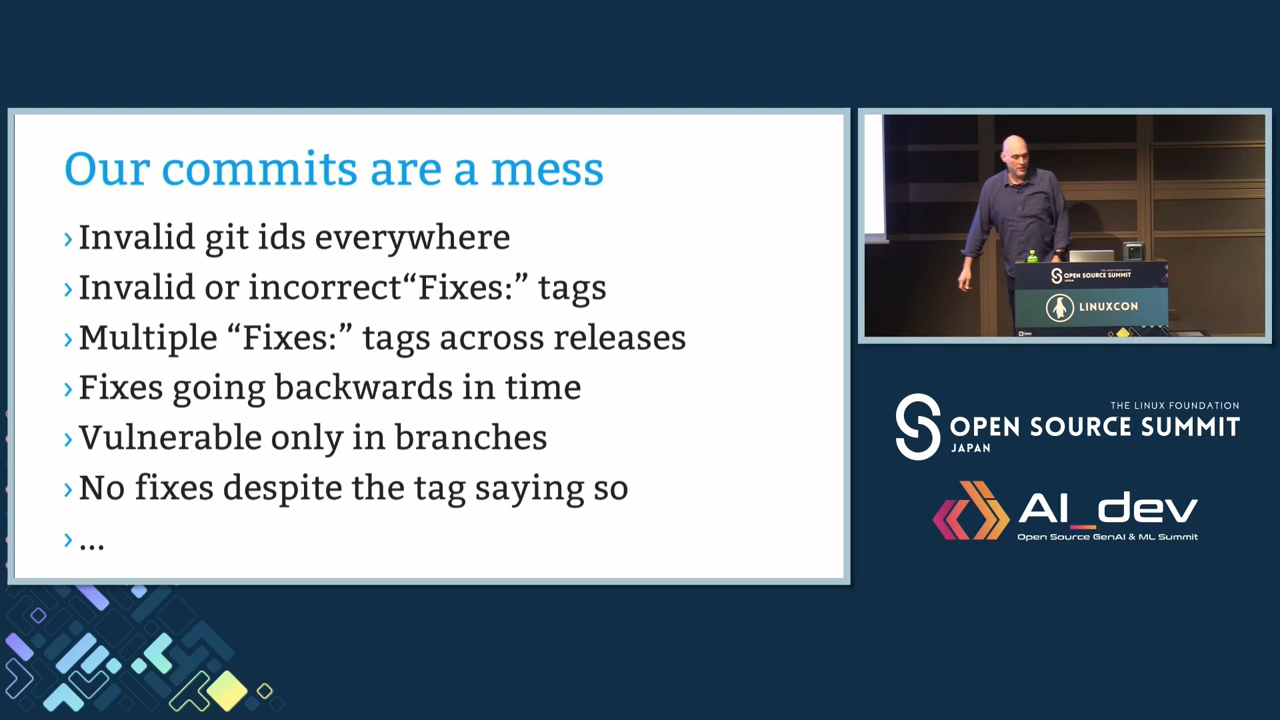 Our commits are a mess
› Invalid git ids everywhere
› Invalid or incorrect“Fixes:” tags
› Multiple “Fixes:” tags across releases
› Fixes going backwards in time
› Vulnerable only in branches
› No fixes despite the tag saying so
› ...
OPEN SOURCE SUMMIT
JAPAN
LINUXCON
THE LINUX FOUNDATION
OPEN SOURCE SUMMIT
JAPAN
AI_dev
Open Source GenAI & ML Summit